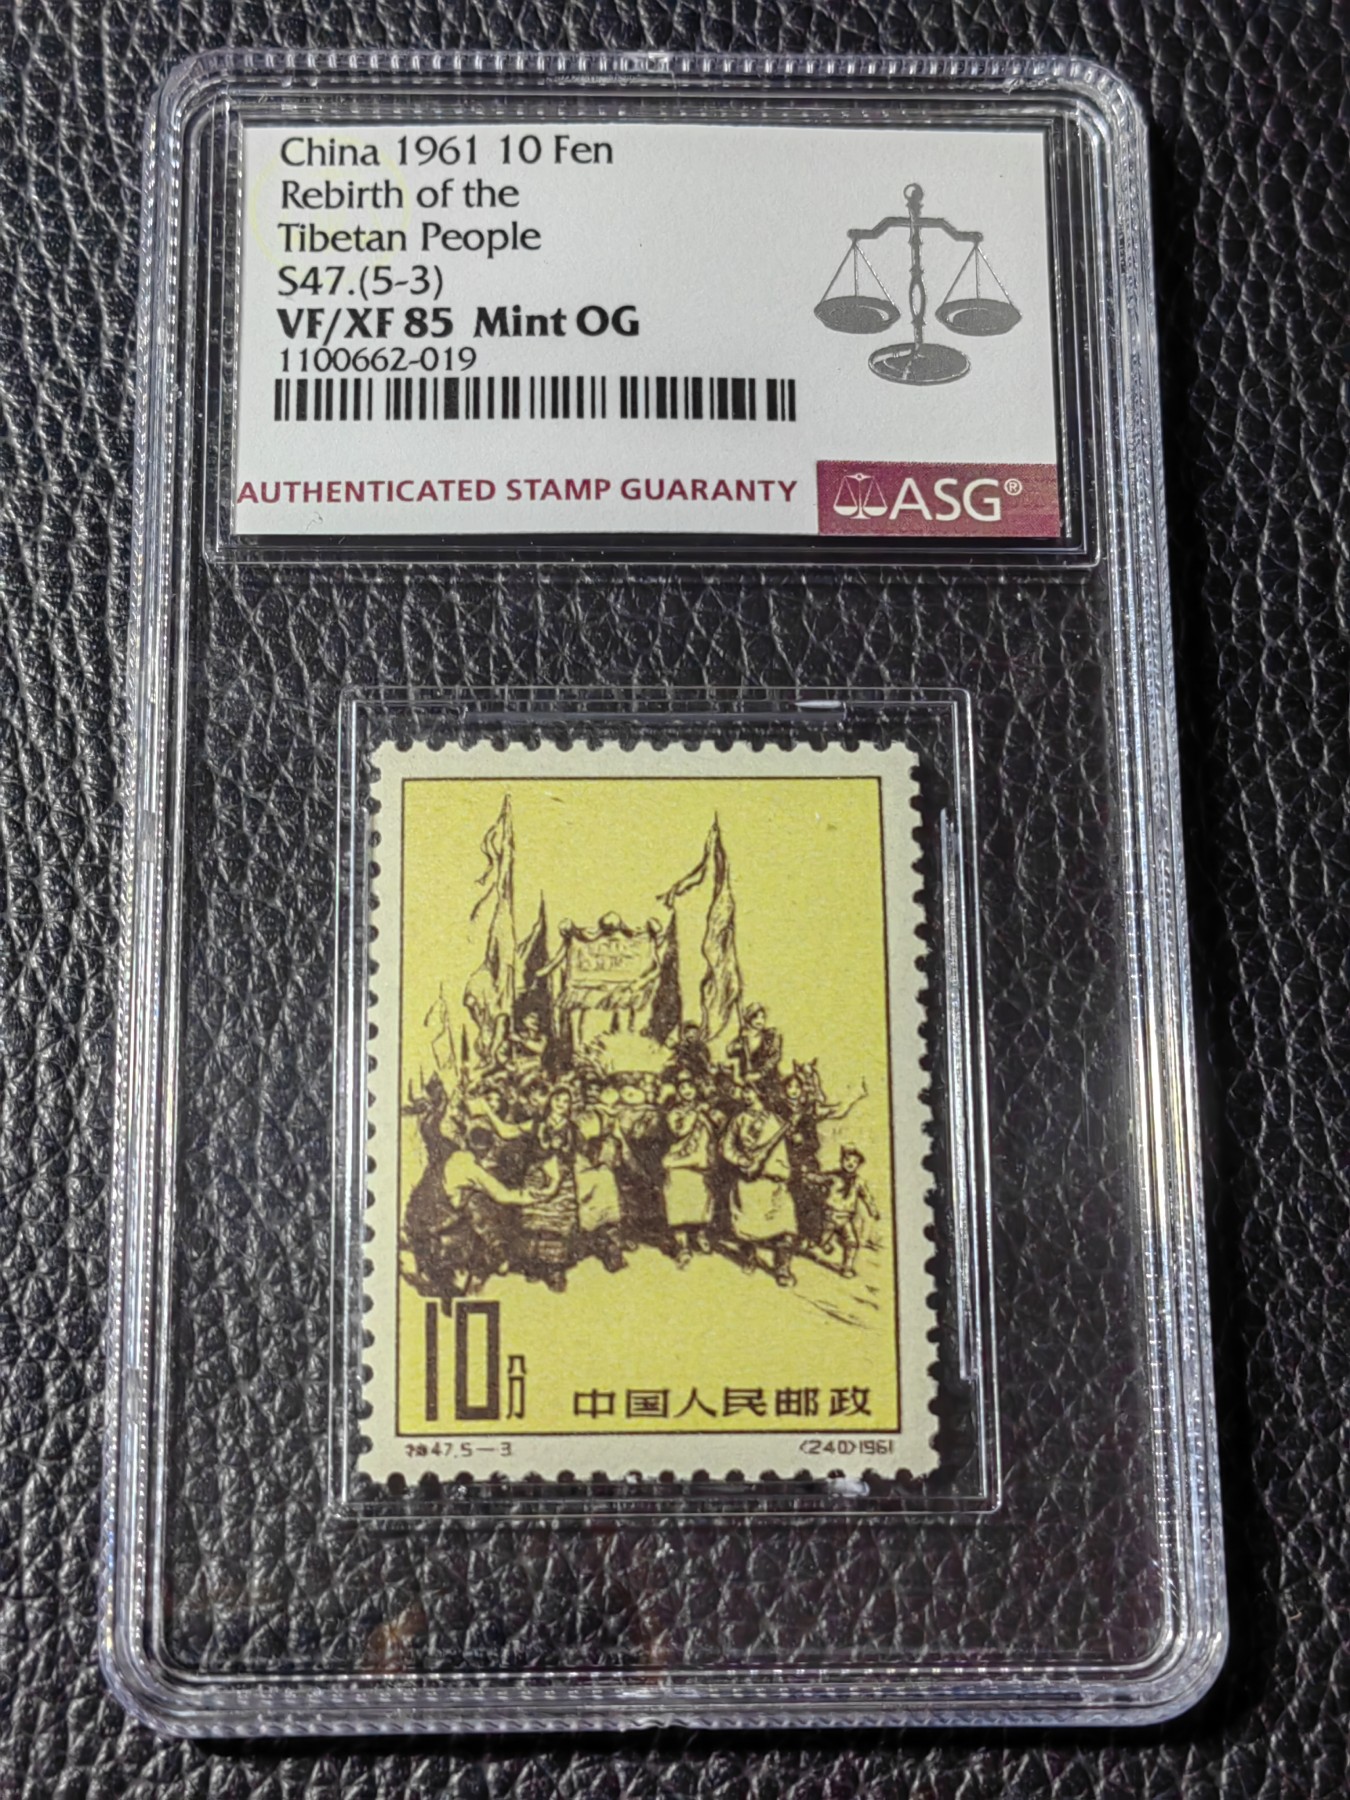 China 1961 10 Fen
Rebirth of the
Tibetan People
S47.(5-3)
VF/XF 85 Mint OG
1100662-019
AUTHENTICATED STAMP GUARANTY
ASG®
10分
中国人民邮政
特47.5-3
(240)1961